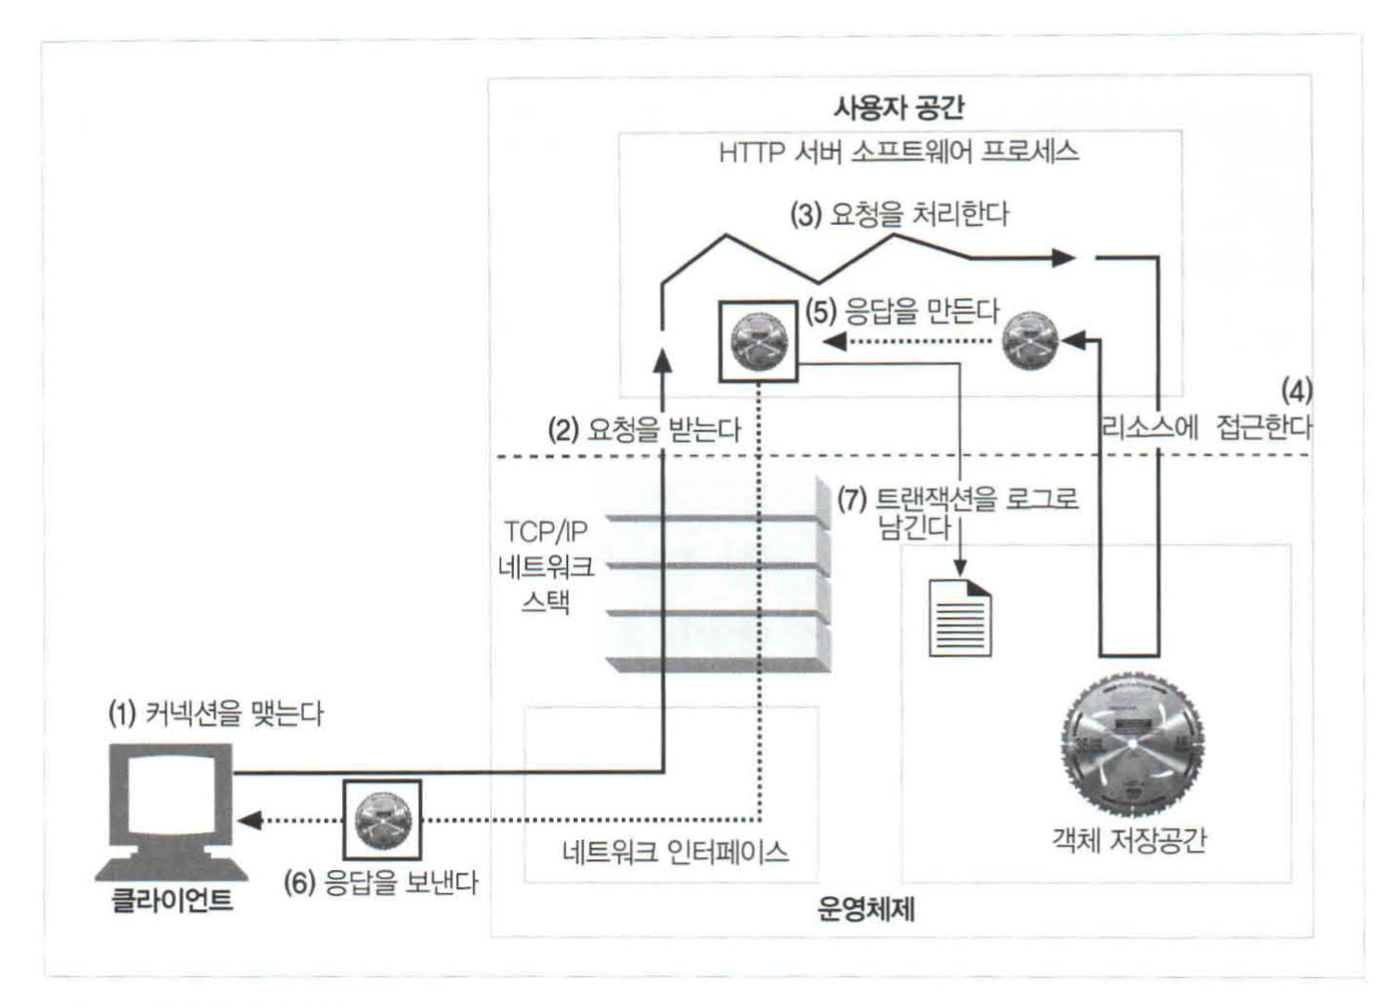 사용자 공간
HTTP 서버 소프트웨어 프로세스
(3) 요청을 처리한다
(5) 응답을 만든다
(4)
리소스에 접근한다
(2) 요청을 받는다
(7) 트랜잭션을 로그로
남긴다
TCP/IP
네트워크
스택
(1) 커넥션을 맺는다
객체 저장공간
네트워크 인터페이스
(6) 응답을 보낸다
클라이언트
운영체제